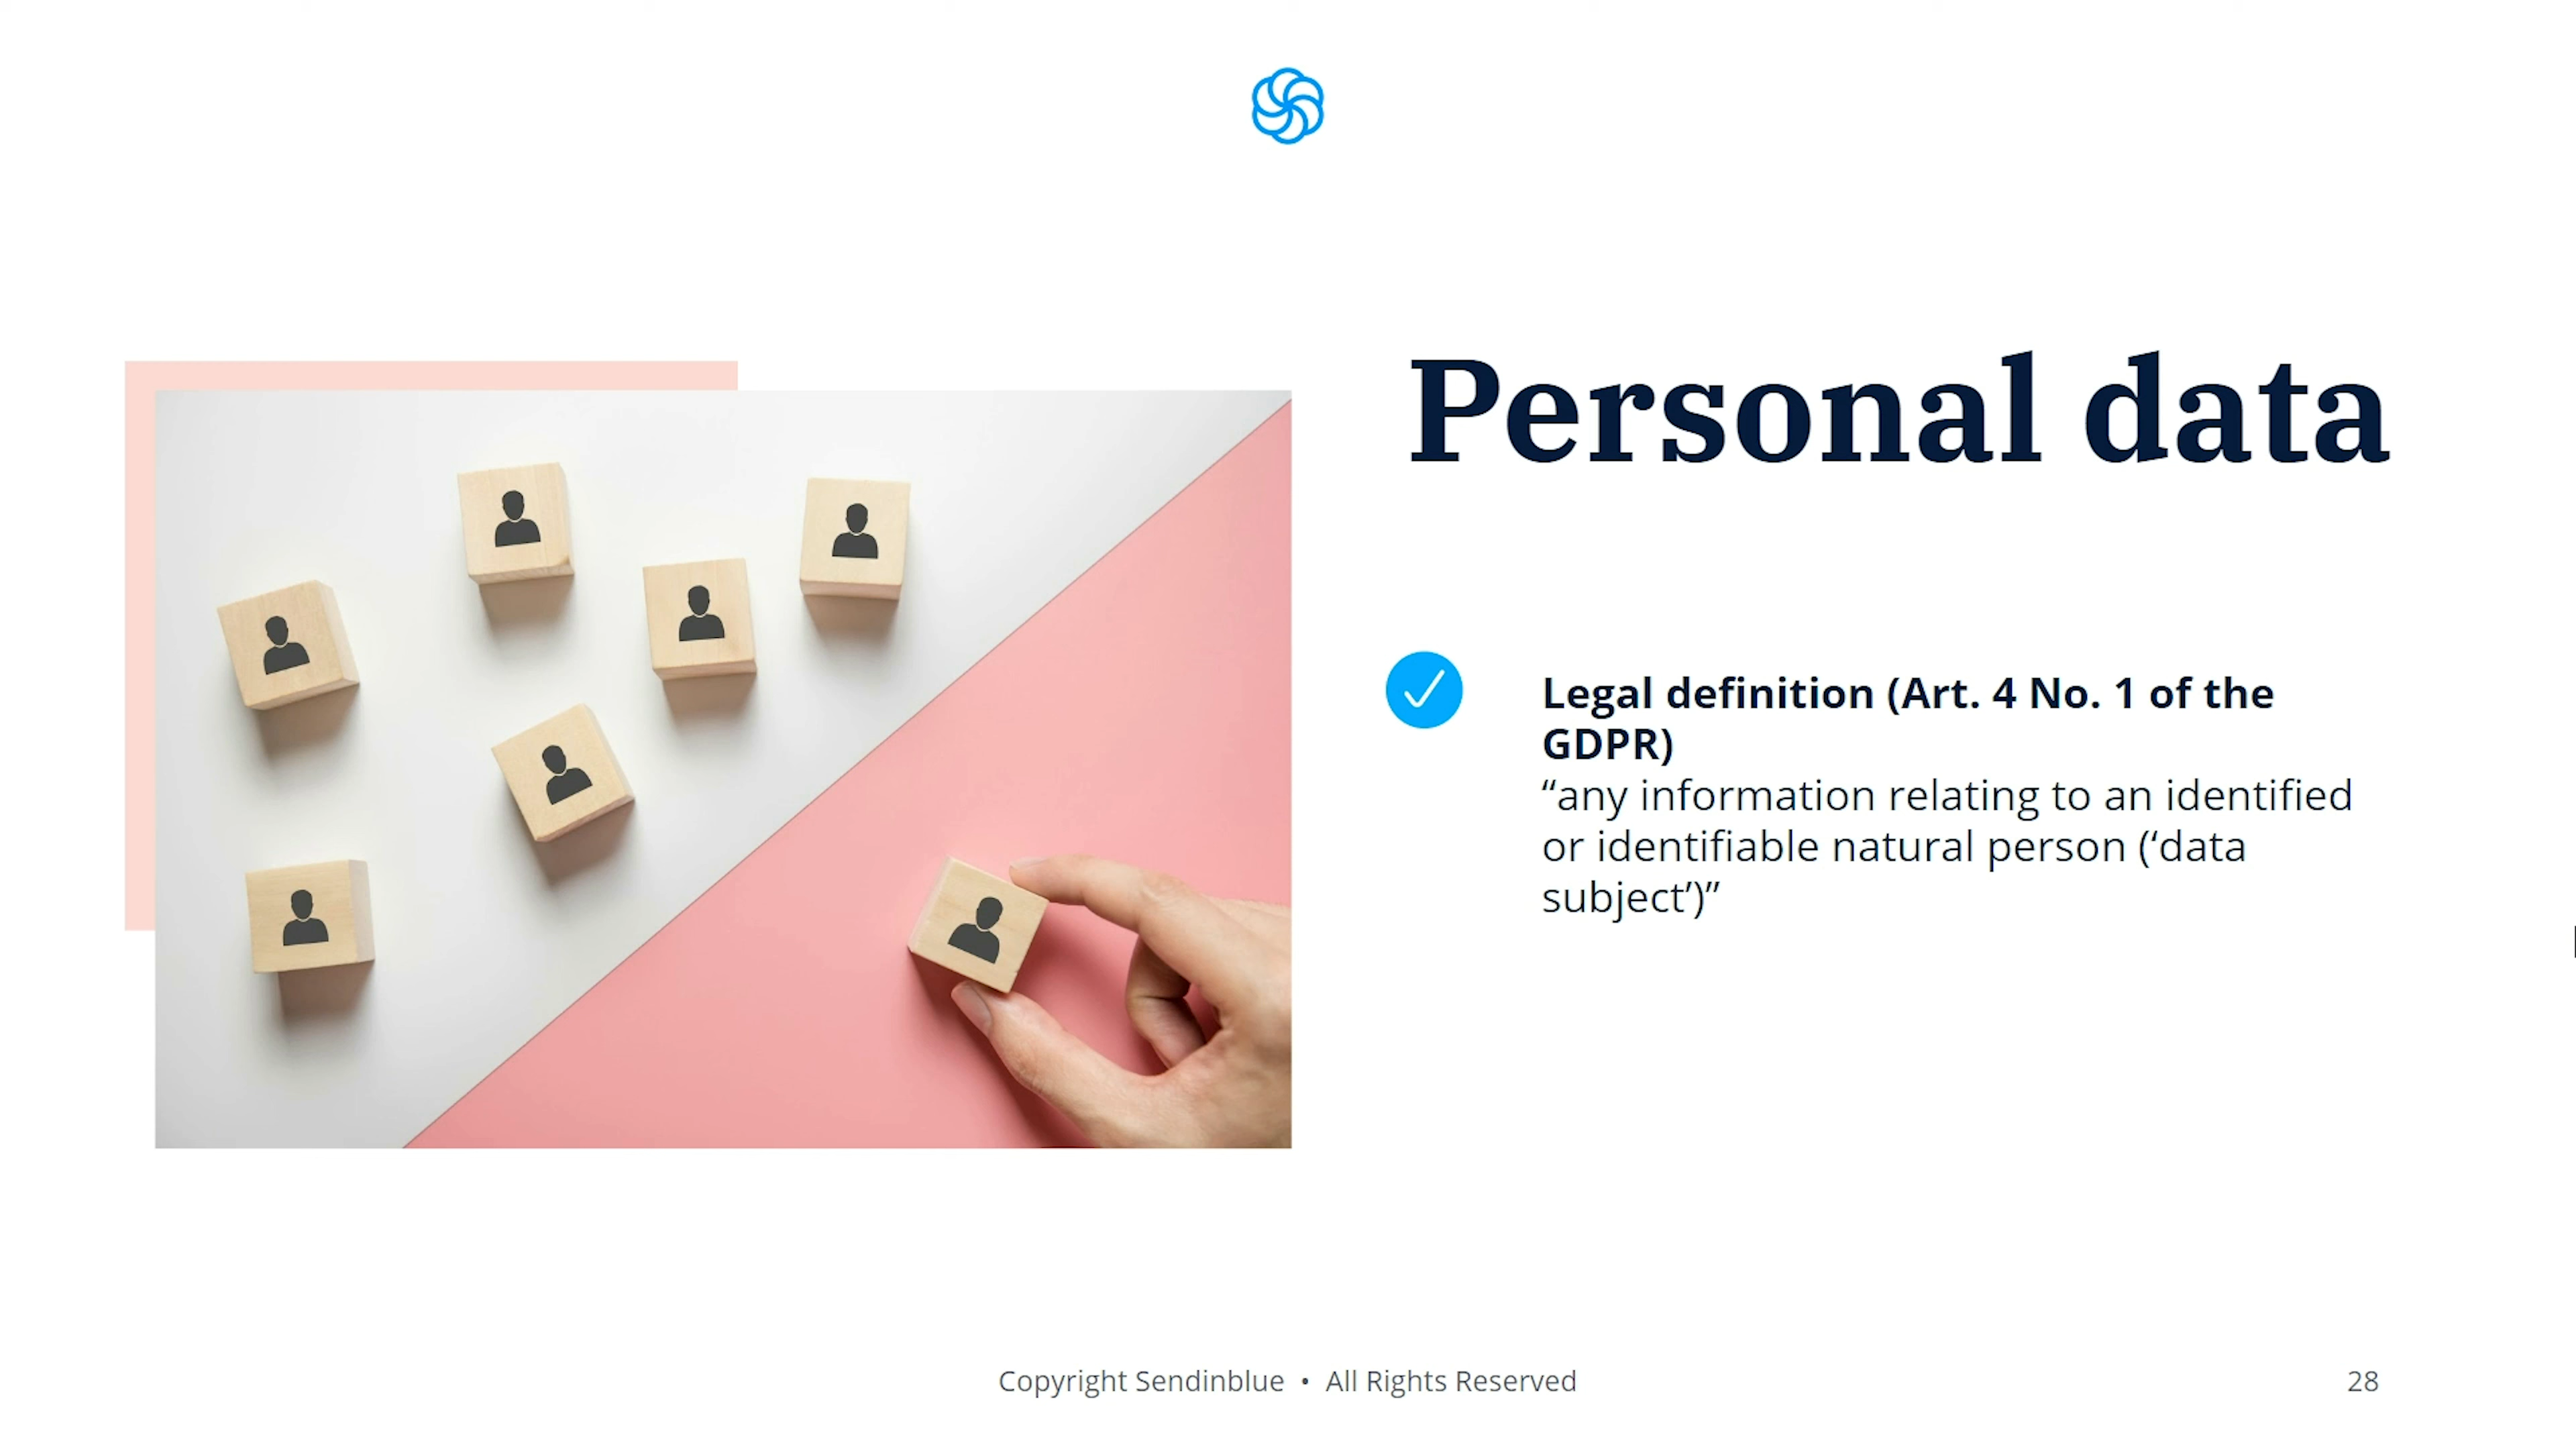 Personal data
Legal definition (Art. 4 No. 1 of the
GDPR)
“any information relating to an identified
or identifiable natural person (‘data
subject’)”
Copyright Sendinblue • All Rights Reserved
28